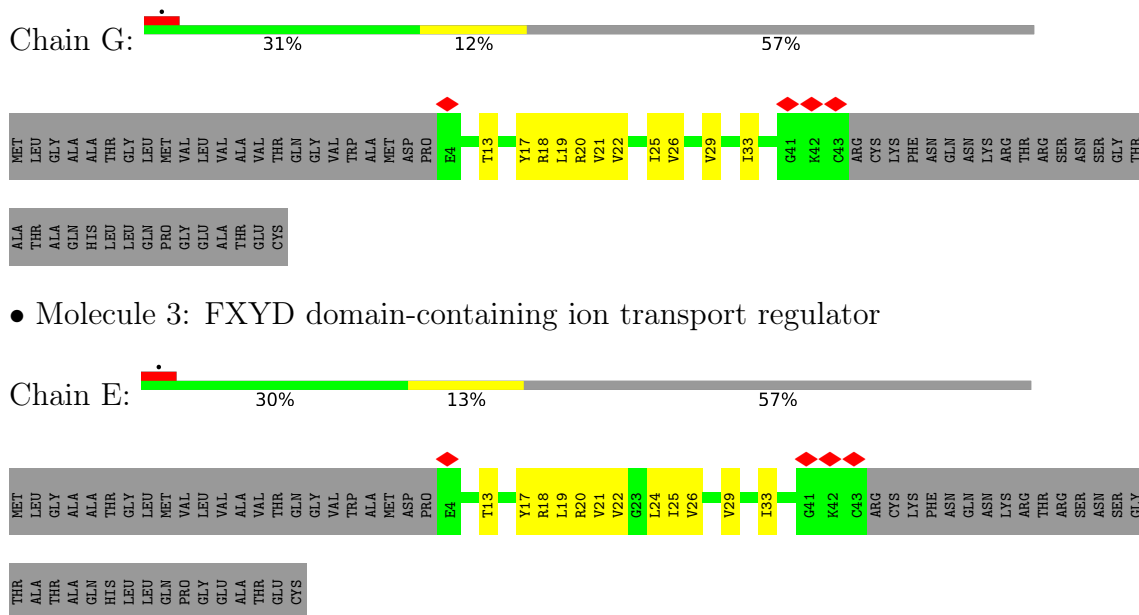 Chain G:
•
31% 12% 57%
MET LEU GLY ALA ALA THR GLY LEU MET VAL LEU VAL ALA VAL THR GLN GLY VAL TRP ALA MET ASP PRO E4 T13 Y17 R18 L19 R20 V21 V22 I25 V26 V29 I33 G41 K42 C43 ARG CYS LYS PHE ASN GLN ASN LYS ARG THR ARG SER ASN SER GLY THR
ALA THR ALA GLN HIS LEU LEU GLN PRO GLY GLU ALA THR GLU CYS
• Molecule 3: FXYD domain-containing ion transport regulator
Chain E:
•
30% 13% 57%
MET LEU GLY ALA ALA THR GLY LEU MET VAL LEU VAL ALA VAL THR GLN GLY VAL TRP ALA MET ASP PRO E4 T13 Y17 R18 L19 R20 V21 V22 G23 L24 I25 V26 V29 I33 G41 K42 C43 ARG CYS LYS PHE ASN GLN ASN LYS ARG THR ARG SER ASN SER GLY
THR ALA THR ALA GLN HIS LEU LEU GLN PRO GLY GLU ALA THR GLU CYS